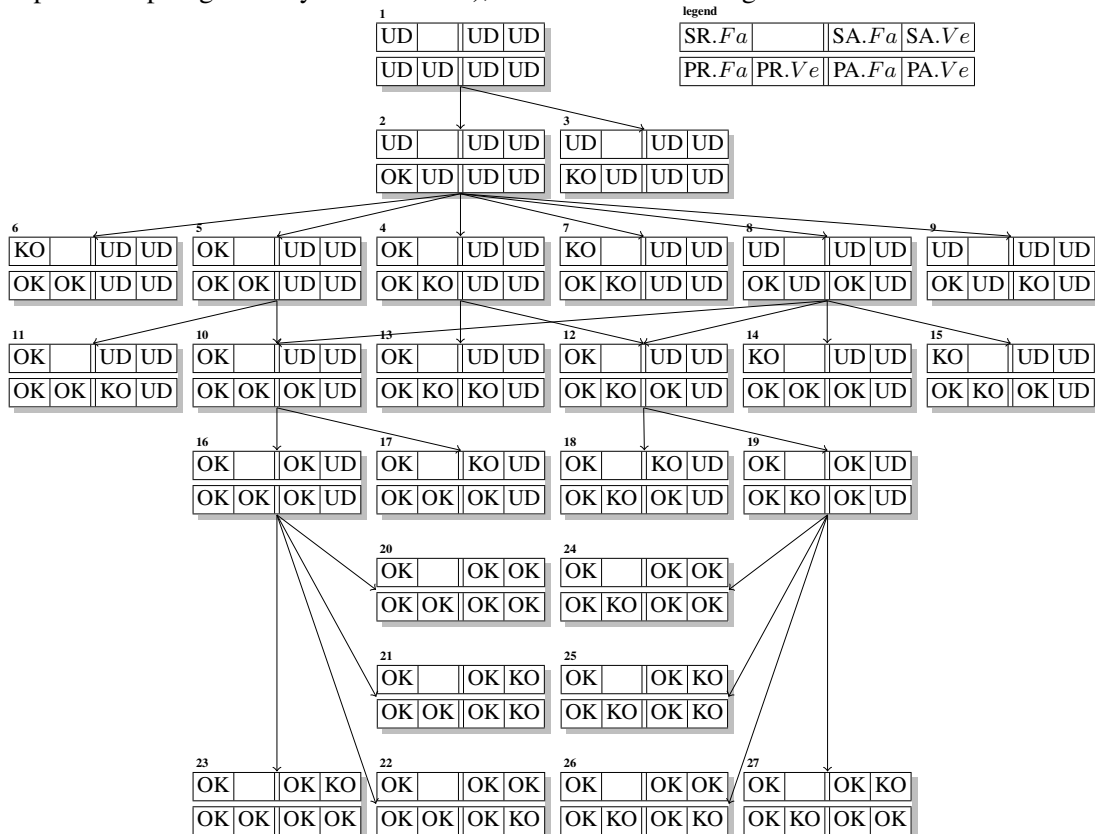 1
legend
UD UD UD
SR.Fa SA.Fa SA.Ve
UD UD UD UD
PR.Fa PR.Ve PA.Fa PA.Ve
2 3
UD UD UD UD UD UD
OK UD UD UD KO UD UD UD
6 5 4 7 8 9
KO UD UD OK UD UD OK UD UD KO UD UD UD UD UD UD UD UD
OK OK UD UD OK OK UD UD OK KO UD UD OK KO UD UD OK UD OK UD OK UD KO UD
11 10 13 12 14 15
OK UD UD OK UD UD OK UD UD OK UD UD KO UD UD KO UD UD
OK OK KO UD OK OK OK UD OK KO KO UD OK KO OK UD OK OK OK UD OK KO OK UD
16 17 18 19
OK OK UD OK KO UD OK KO UD OK OK UD
OK OK OK UD OK OK OK UD OK KO OK UD OK KO OK UD
20 24
OK OK OK OK OK OK
OK OK OK OK OK KO OK OK
21 25
OK OK KO OK OK KO
OK OK OK KO OK KO OK KO
23 22 26 27
OK OK KO OK OK OK OK OK OK OK OK KO
OK OK OK OK OK OK OK KO OK KO OK KO OK KO OK OK